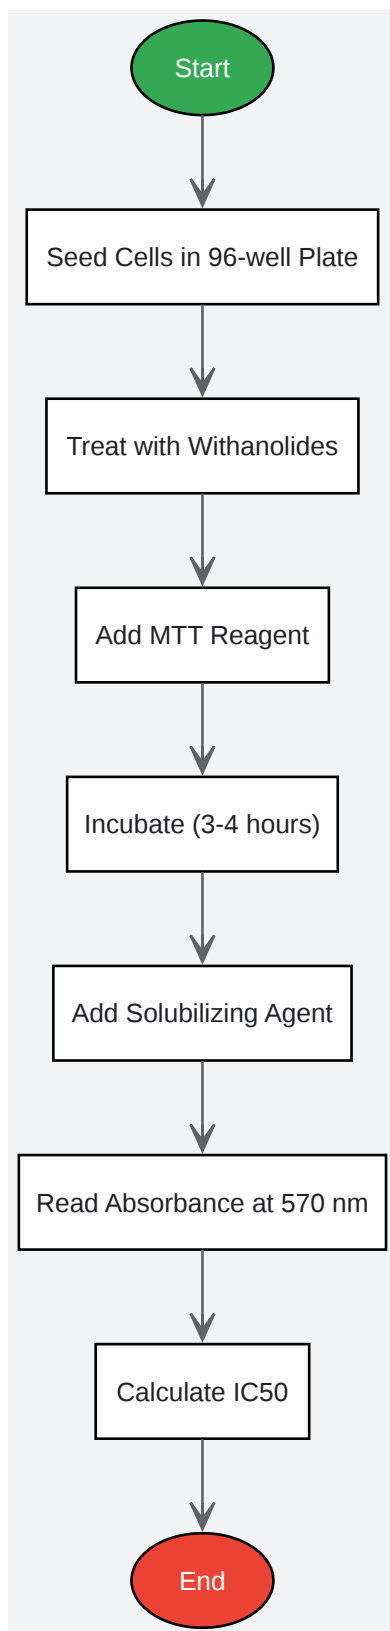 Start
Seed Cells in 96-well Plate
Treat with Withanolides
Add MTT Reagent
Incubate (3-4 hours)
Add Solubilizing Agent
Read Absorbance at 570 nm
Calculate IC50
End